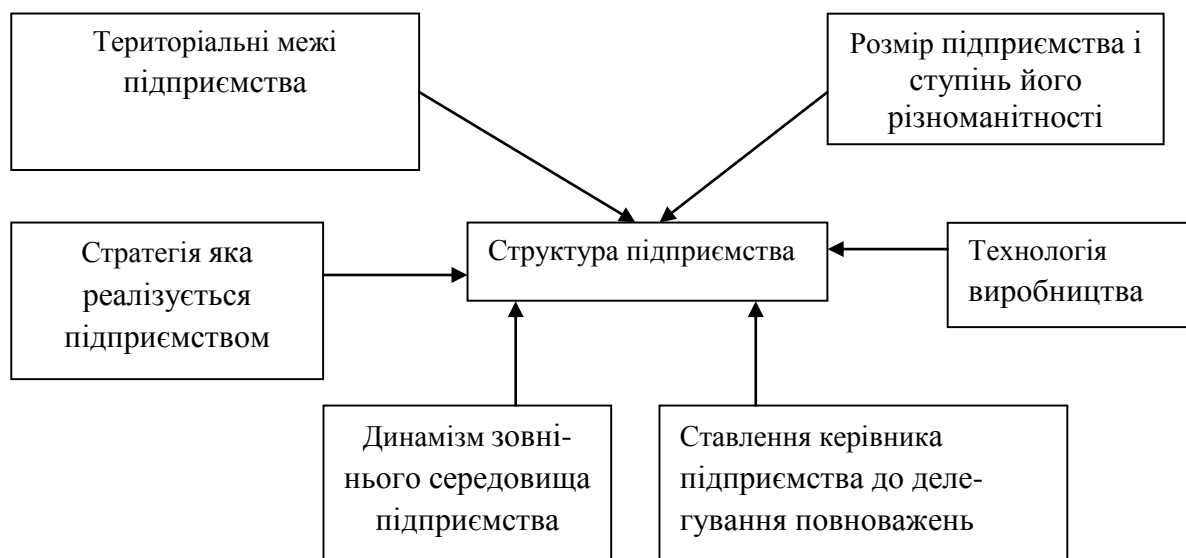 Територіальні межі
підприємства
Розмір підприємства і
ступінь його
різноманітності
Стратегія яка
реалізується
підприємством
Структура підприємства
Технологія
виробництва
Динамізм зовні-
нього середовища
підприємства
Ставлення керівника
підприємства до деле-
гування повноважень